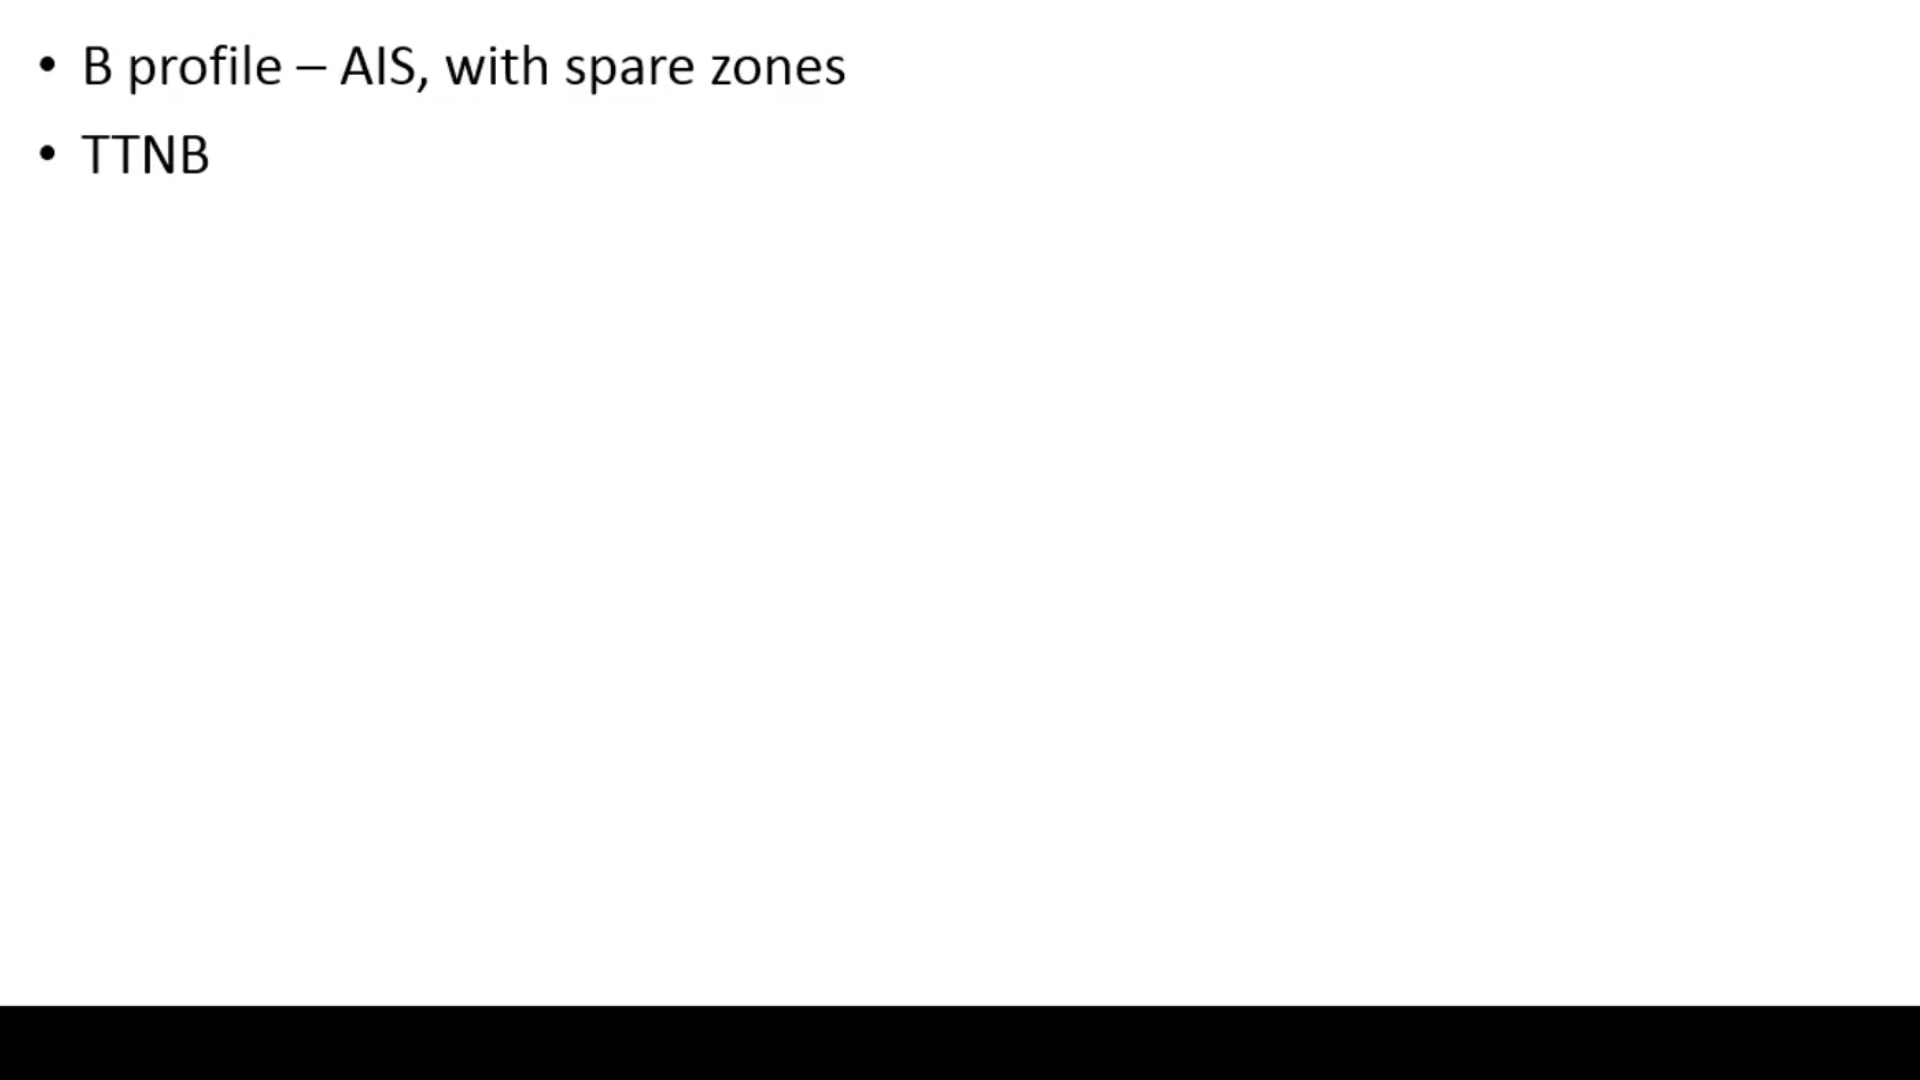 • B profile – AIS, with spare zones
• TTNB